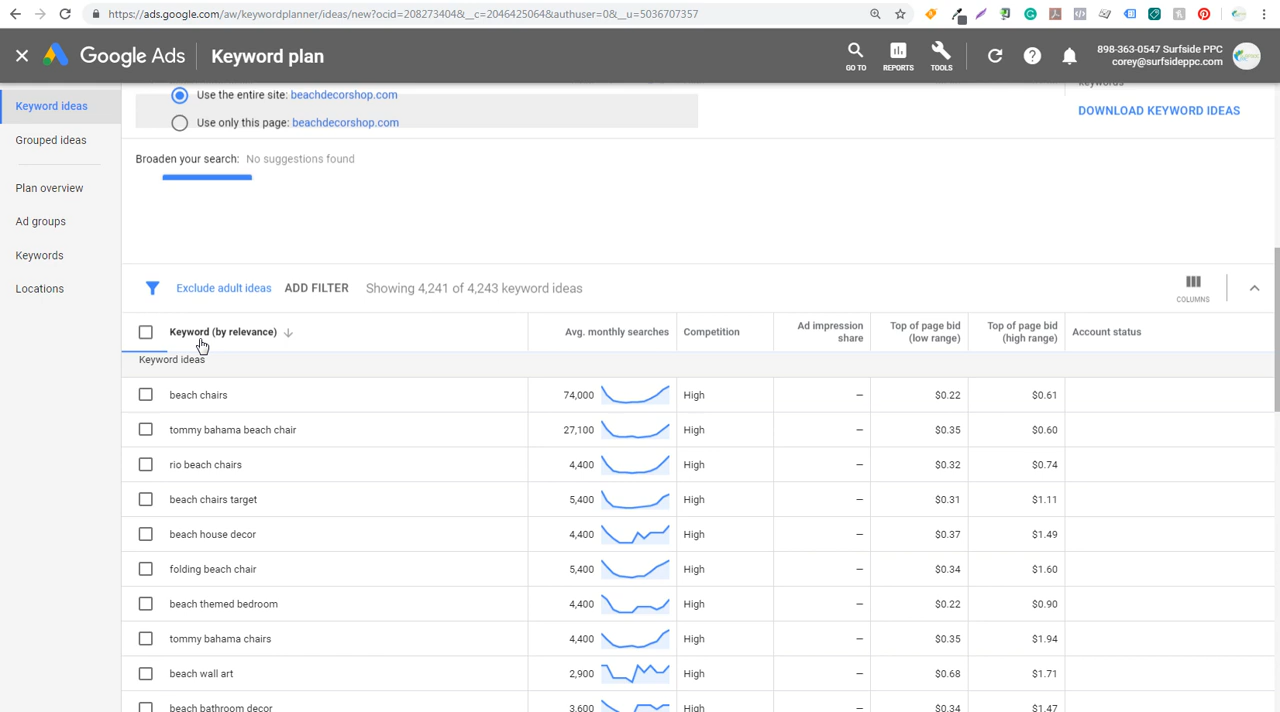 https://ads.google.com/aw/keywordplanner/ideas/new?ocid=208273404&__c=2046425064&authuser=0&__u=5036707357
Google Ads
Keyword plan
GO TO
REPORTS
TOOLS
898-363-0547 Surfside PPC
corey@surfsideppc.com
Keyword ideas
Grouped ideas
Plan overview
Ad groups
Keywords
Locations
Use the entire site: beachdecorshop.com
Use only this page: beachdecorshop.com
keywords
DOWNLOAD KEYWORD IDEAS
Broaden your search: No suggestions found
Exclude adult ideas ADD FILTER Showing 4,241 of 4,243 keyword ideas
COLUMNS
Keyword (by relevance) Avg. monthly searches Competition Ad impression share Top of page bid (low range) Top of page bid (high range) Account status
Keyword ideas
beach chairs 74,000 High – $0.22 $0.61
tommy bahama beach chair 27,100 High – $0.35 $0.60
rio beach chairs 4,400 High – $0.32 $0.74
beach chairs target 5,400 High – $0.31 $1.11
beach house decor 4,400 High – $0.37 $1.49
folding beach chair 5,400 High – $0.34 $1.60
beach themed bedroom 4,400 High – $0.22 $0.90
tommy bahama chairs 4,400 High – $0.35 $1.94
beach wall art 2,900 High – $0.68 $1.71
beach bathroom decor 3,600 High – $0.34 $1.47